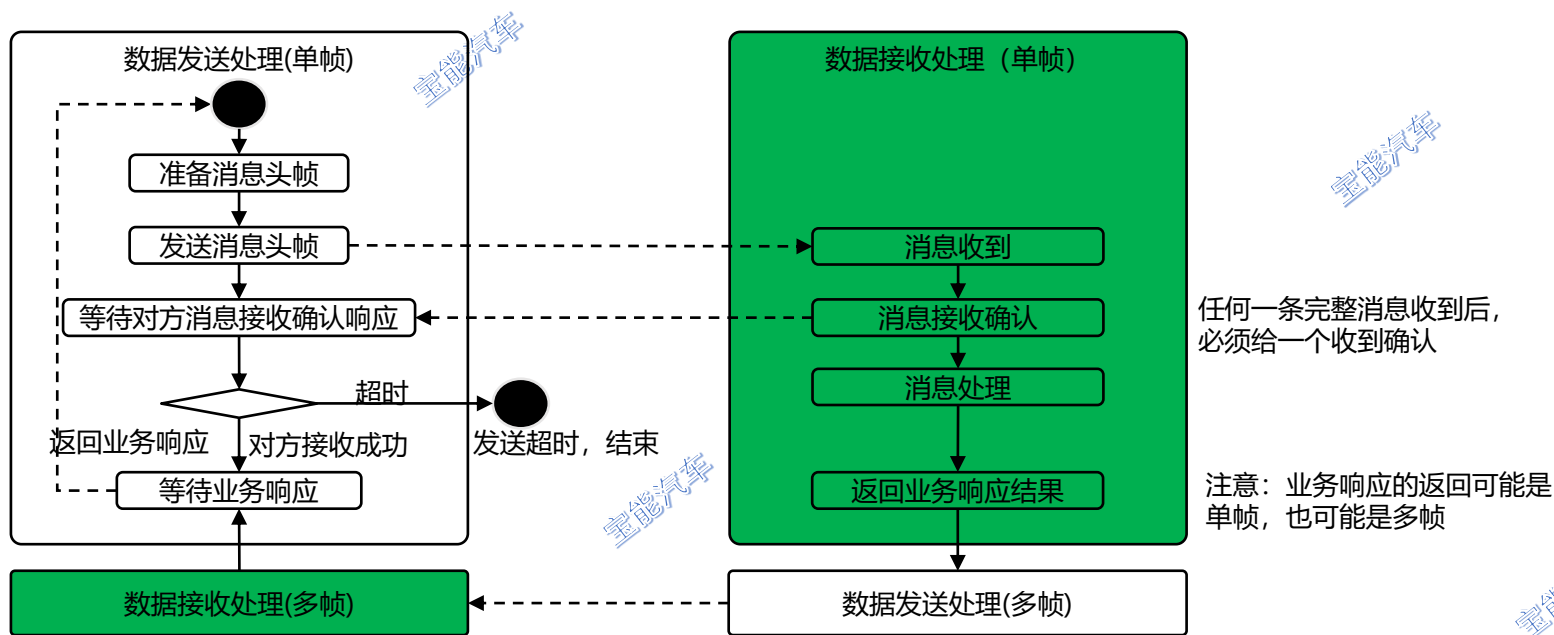 宝能汽车
数据发送处理(单帧)
准备消息头帧
发送消息头帧
等待对方消息接收确认响应
超时
返回业务响应
对方接收成功
发送超时，结束
等待业务响应
数据接收处理(多帧)
数据接收处理（单帧）
消息收到
消息接收确认
消息处理
返回业务响应结果
数据发送处理(多帧)
宝能汽车
任何一条完整消息收到后，
必须给一个收到确认
宝能汽车
注意：业务响应的返回可能是
单帧，也可能是多帧
宝能